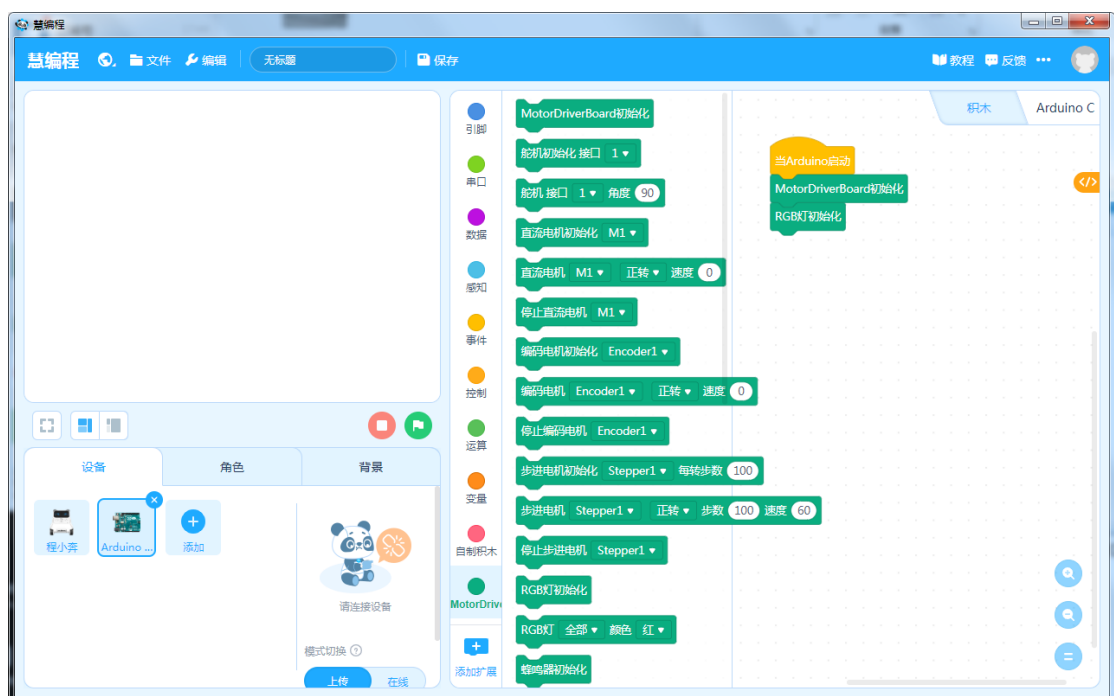 慧编程
慧编程 文件 编辑 无标题 保存 教程 反馈
积木 Arduino C
引脚
串口
数据
感知
事件
控制
运算
变量
自制积木
MotorDrive
添加扩展
MotorDriverBoard初始化
舵机初始化 接口 1
舵机 接口 1 角度 90
直流电机初始化 M1
直流电机 M1 正转 速度 0
停止直流电机 M1
编码电机初始化 Encoder1
编码电机 Encoder1 正转 速度 0
停止编码电机 Encoder1
步进电机初始化 Stepper1 每转步数 100
步进电机 Stepper1 正转 步数 100 速度 60
停止步进电机 Stepper1
RGB灯初始化
RGB灯 全部 颜色 红
蜂鸣器初始化
当Arduino启动
MotorDriverBoard初始化
RGB灯初始化
</>
设备 角色 背景
程小奔 Arduino ... 添加
请连接设备
模式切换 ?
上传 在线